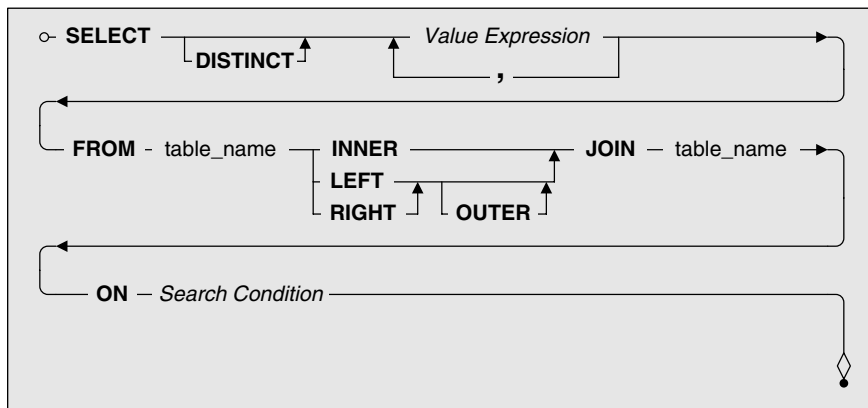 SELECT Value Expression
DISTINCT ,
FROM table_name INNER JOIN table_name
LEFT
RIGHT OUTER
ON Search Condition